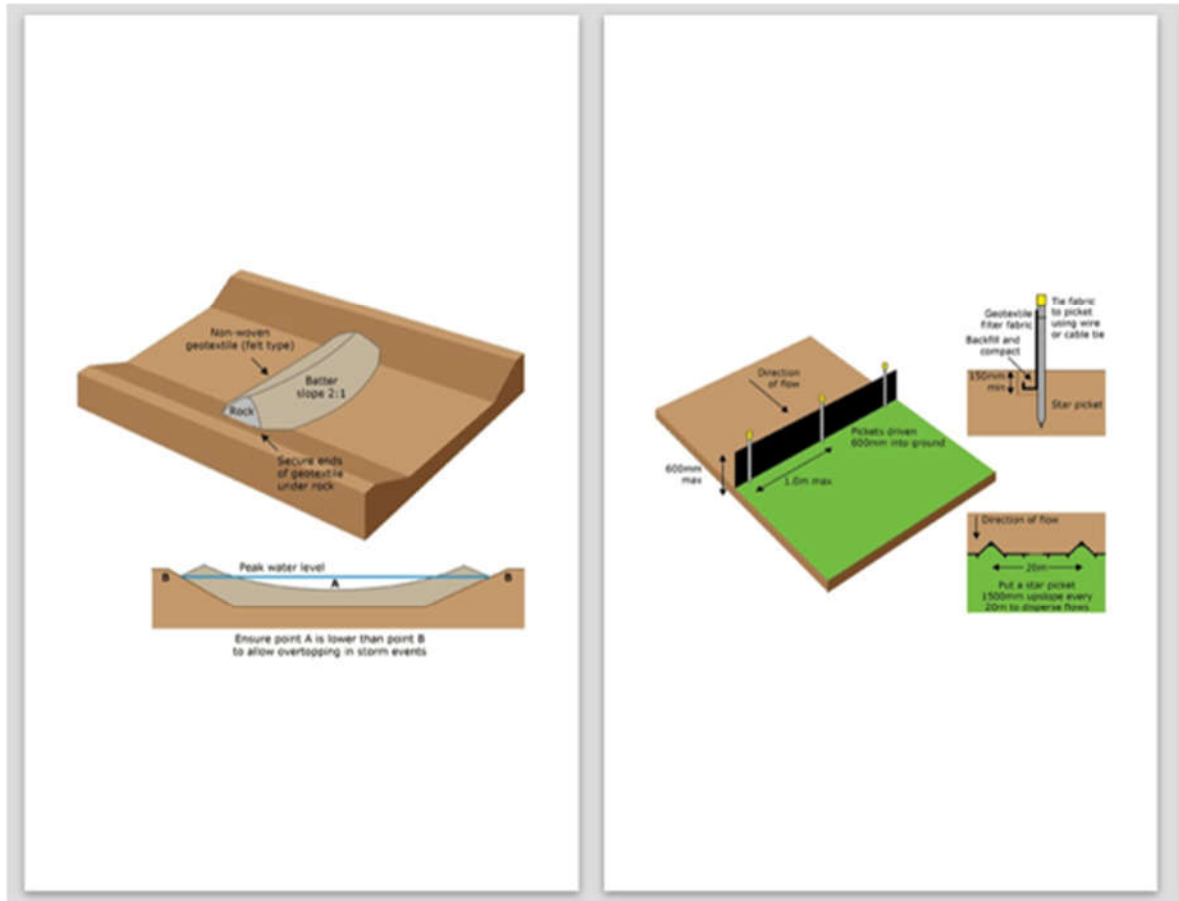 Non-woven
geotextile (felt type)
Batter
slope 2:1
Rock
Secure ends
of geotextile
under rock
Peak water level
B
A
B
Ensure point A is lower than point B
to allow overtopping in storm events
Direction
of flow
Pickets driven
600mm into ground
600mm
max
1.0m max
Geotextile
filter fabric
Tie fabric
to picket
using wire
or cable tie
Backfill and
compact
150mm
min
Star picket
Direction of flow
20m
Put a star picket
1500mm upslope every
20m to disperse flows